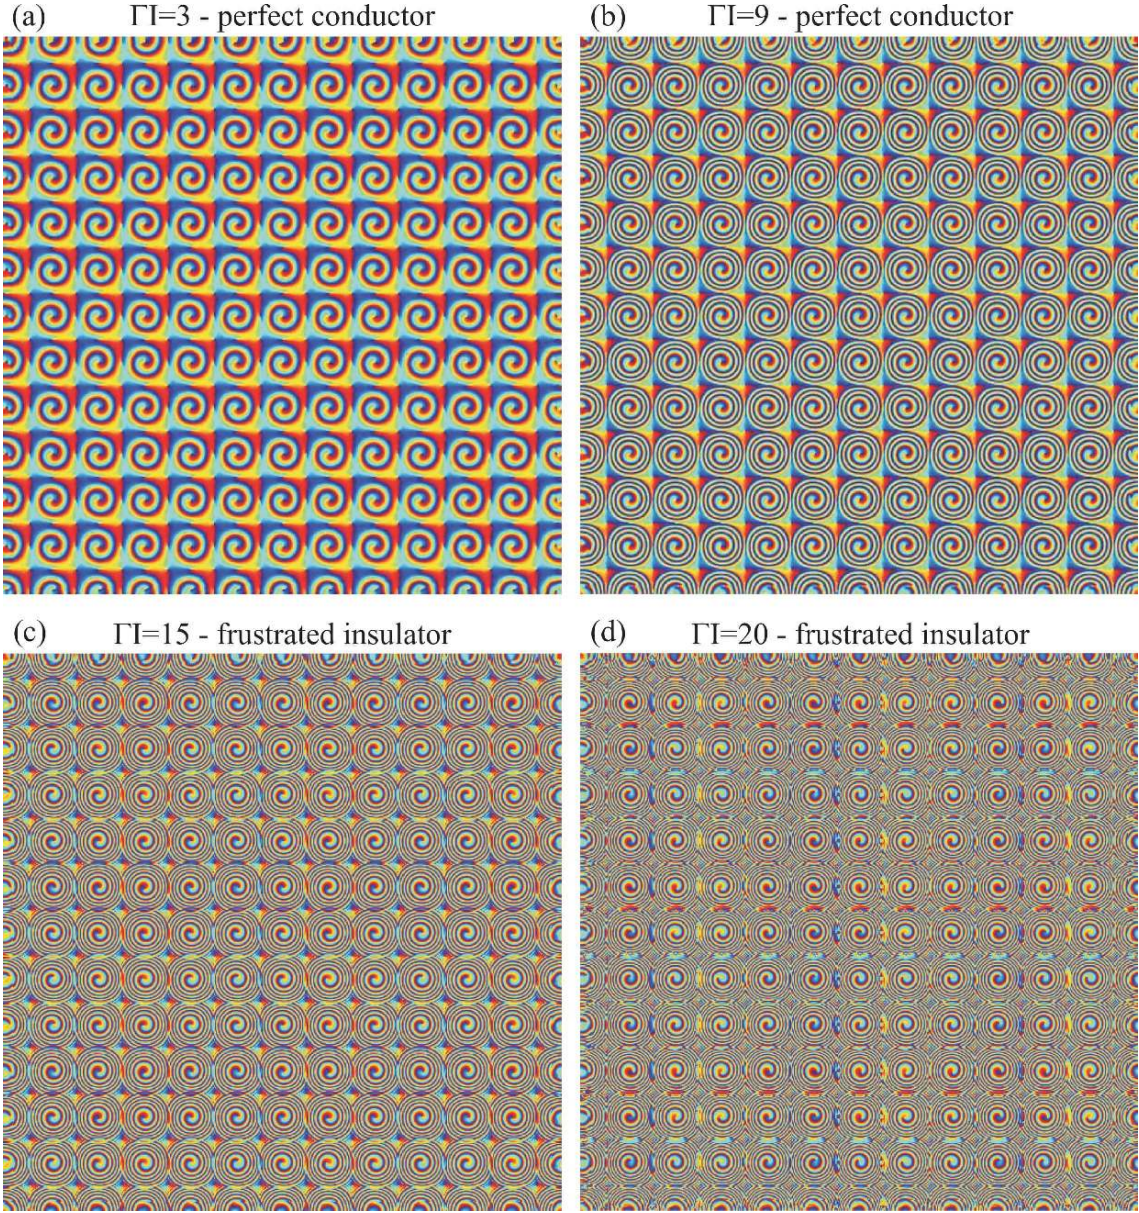 (a) ΓI=3 - perfect conductor
(b) ΓI=9 - perfect conductor
(c) ΓI=15 - frustrated insulator
(d) ΓI=20 - frustrated insulator